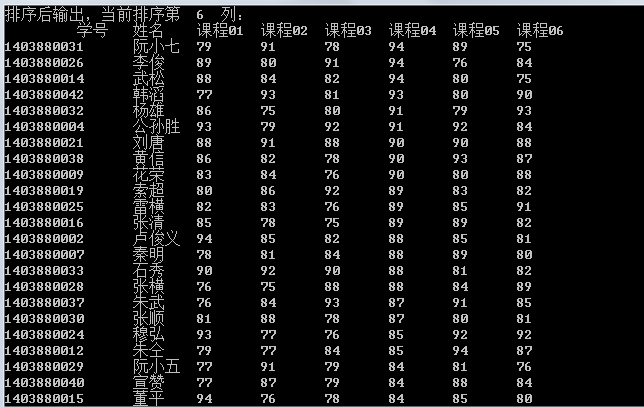 排序后输出，当前排序第 6 列：
学号 姓名 课程01 课程02 课程03 课程04 课程05 课程06
1403880031 阮小七 79 91 78 94 89 75
1403880026 李俊 89 80 91 94 76 84
1403880014 武松 88 84 82 94 80 75
1403880042 韩滔 77 93 81 93 80 90
1403880032 杨雄 86 75 80 91 79 93
1403880004 公孙胜 93 79 92 91 92 84
1403880021 刘唐 88 91 88 90 90 88
1403880038 黄信 86 82 78 90 93 87
1403880009 花荣 83 84 76 90 80 88
1403880019 索超 80 86 92 89 83 82
1403880025 雷横 82 83 76 89 85 91
1403880016 张清 85 78 75 89 89 82
1403880002 卢俊义 94 85 82 88 85 81
1403880007 秦明 78 81 84 88 89 80
1403880033 石秀 90 92 90 88 81 82
1403880028 张横 76 75 88 88 84 89
1403880037 朱武 76 84 93 87 91 85
1403880030 张顺 81 88 78 87 80 81
1403880024 穆弘 93 77 76 85 92 92
1403880012 朱仝 79 77 84 85 94 87
1403880029 阮小五 77 91 79 84 81 76
1403880040 宣赞 77 87 79 84 88 84
1403880015 董平 94 76 78 84 85 80